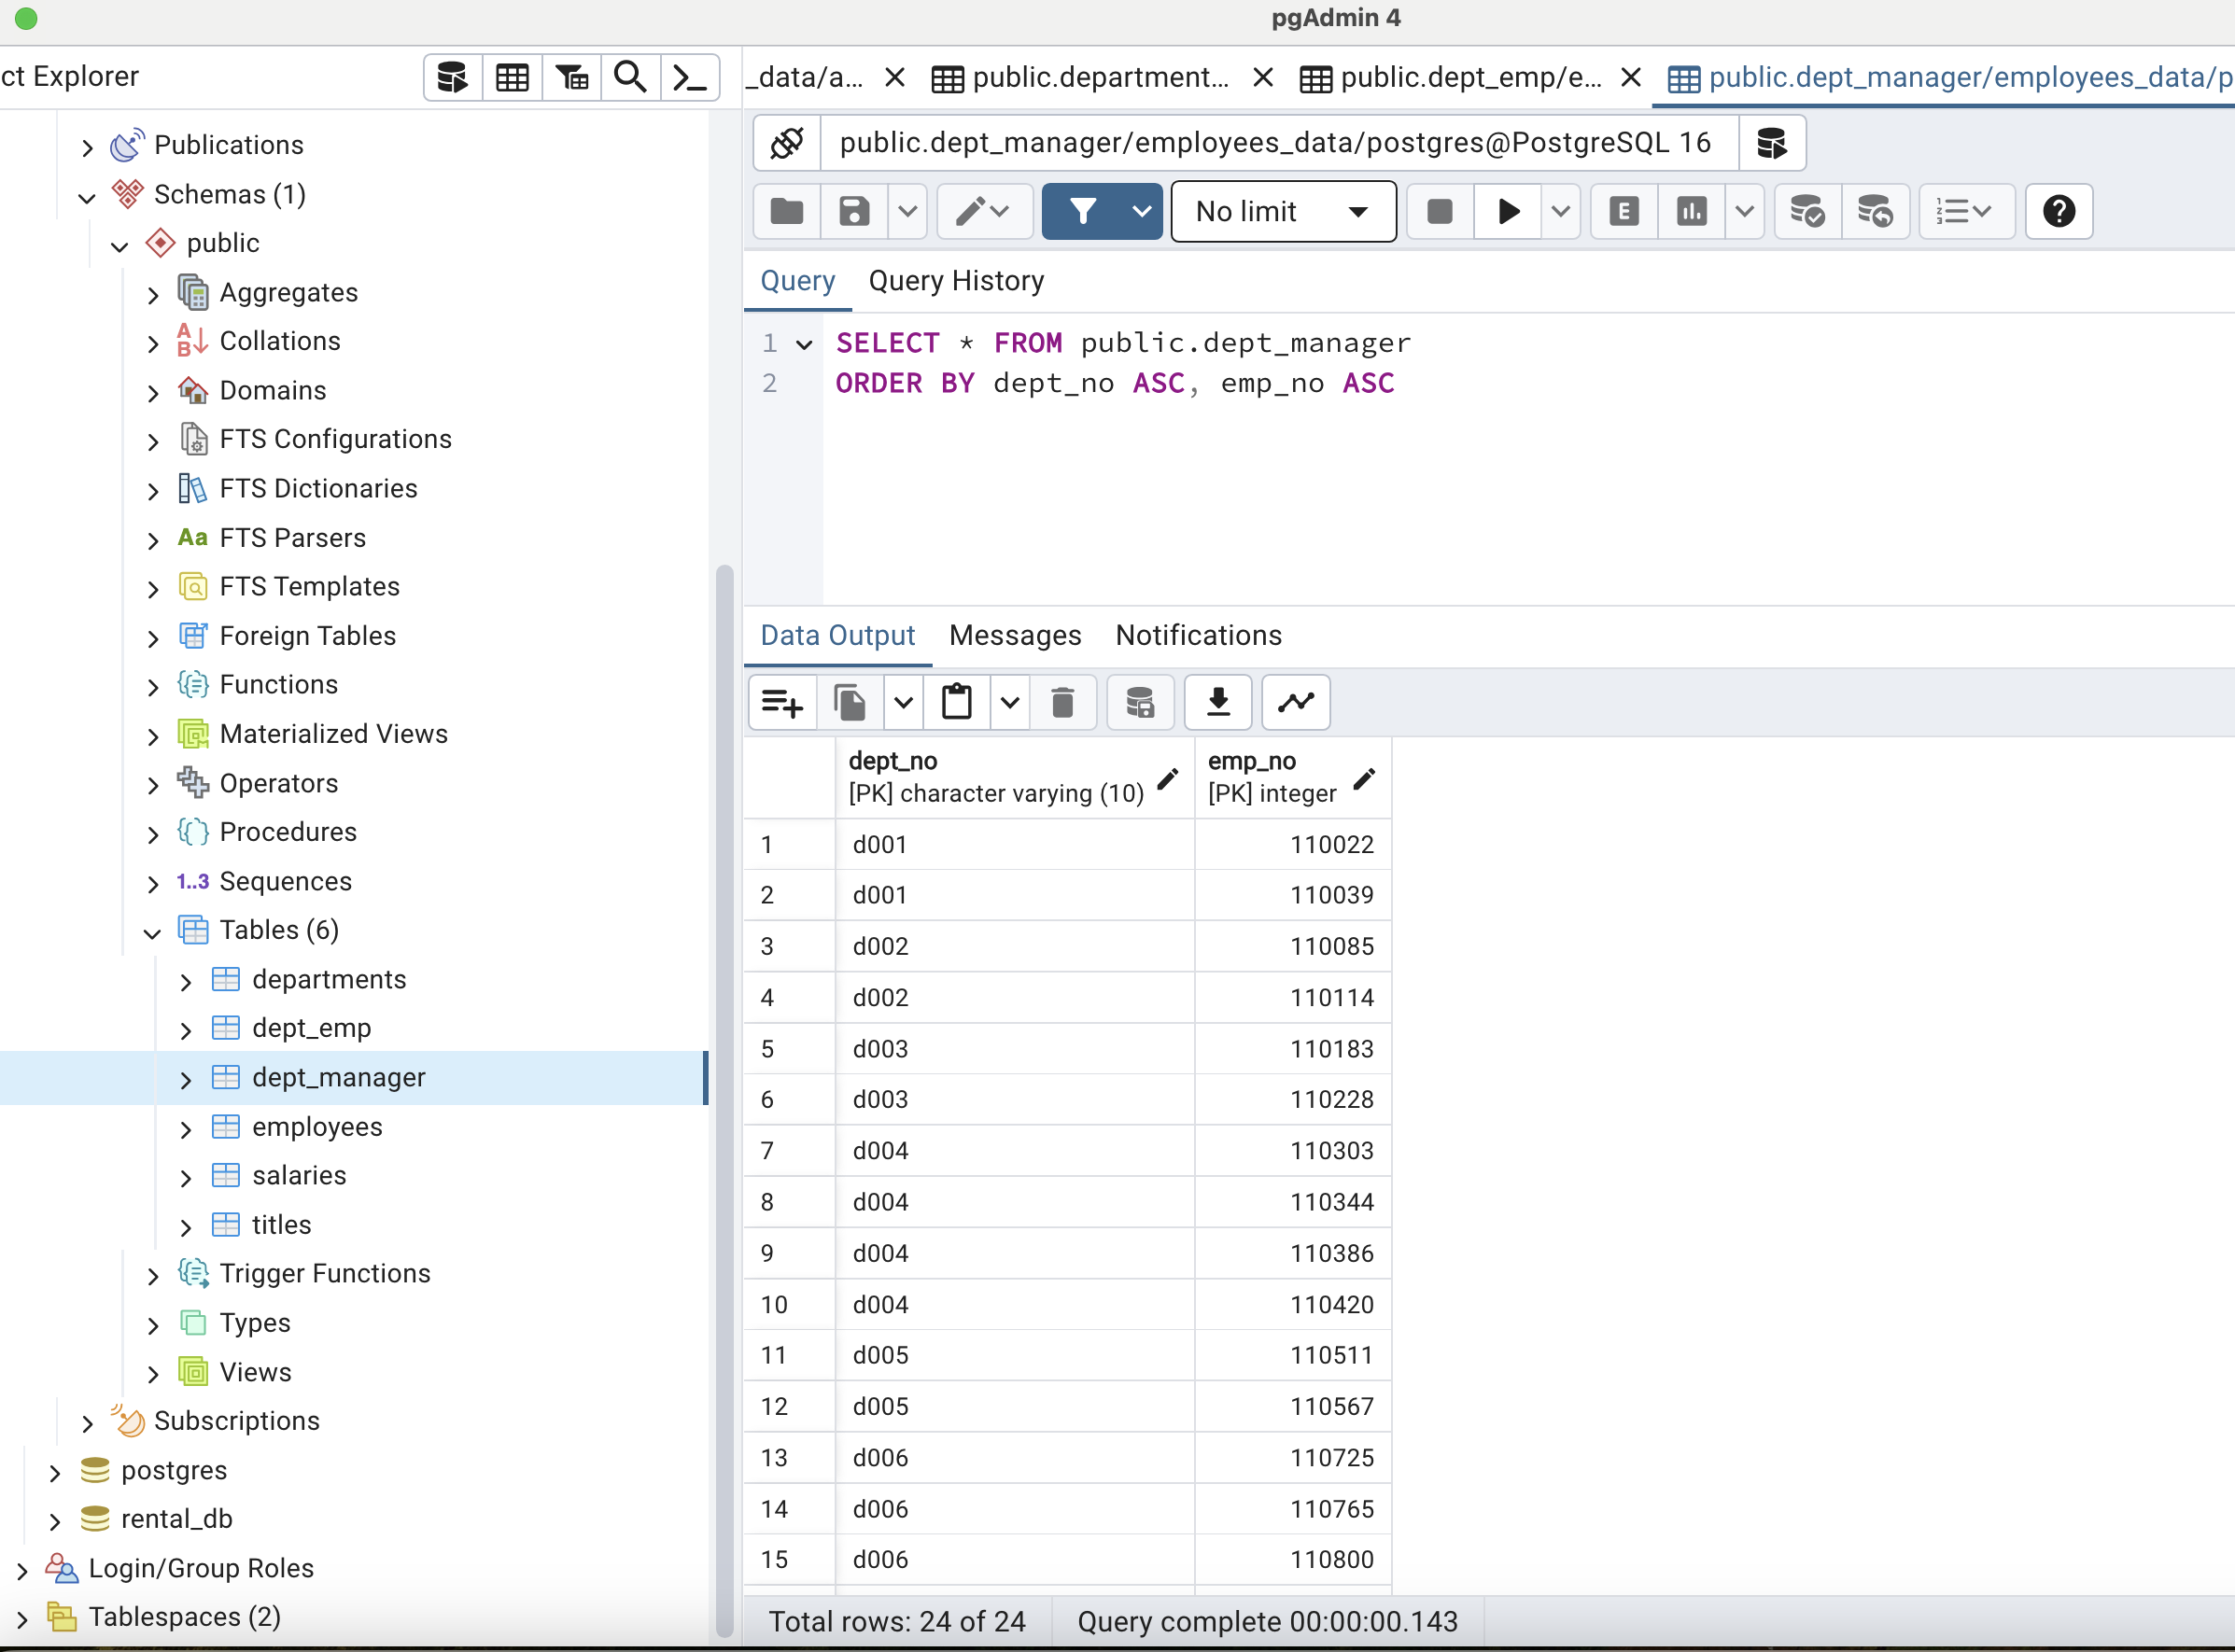 pgAdmin 4
ct Explorer
_data/a...
public.department...
public.dept_emp/e...
public.dept_manager/employees_data/p
Publications
Schemas (1)
public
Aggregates
Collations
Domains
FTS Configurations
FTS Dictionaries
Aa FTS Parsers
FTS Templates
Foreign Tables
Functions
Materialized Views
Operators
Procedures
1..3 Sequences
Tables (6)
departments
dept_emp
dept_manager
employees
salaries
titles
Trigger Functions
Types
Views
Subscriptions
postgres
rental_db
Login/Group Roles
Tablespaces (2)
public.dept_manager/employees_data/postgres@PostgreSQL 16
No limit
E
Query Query History
1 SELECT * FROM public.dept_manager
2 ORDER BY dept_no ASC, emp_no ASC
Data Output Messages Notifications
dept_no emp_no
[PK] character varying (10) [PK] integer
1 d001 110022
2 d001 110039
3 d002 110085
4 d002 110114
5 d003 110183
6 d003 110228
7 d004 110303
8 d004 110344
9 d004 110386
10 d004 110420
11 d005 110511
12 d005 110567
13 d006 110725
14 d006 110765
15 d006 110800
Total rows: 24 of 24 Query complete 00:00:00.143